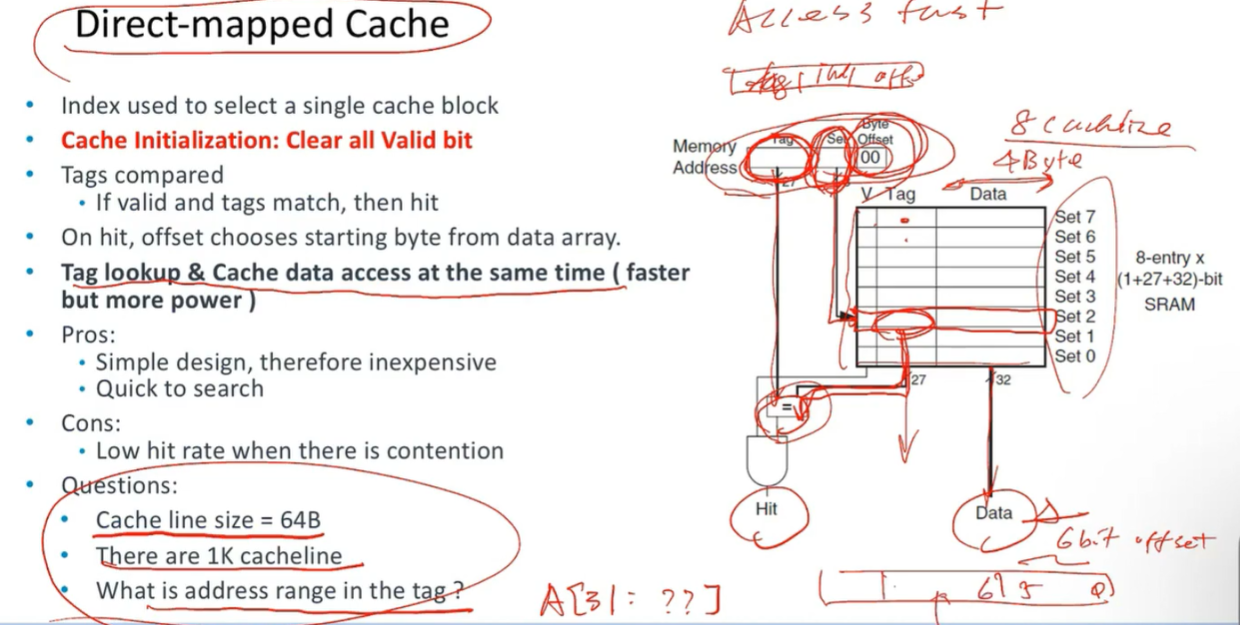 Direct-mapped Cache
• Index used to select a single cache block
• Cache Initialization: Clear all Valid bit
• Tags compared
• If valid and tags match, then hit
• On hit, offset chooses starting byte from data array.
• Tag lookup & Cache data access at the same time ( faster
but more power )
• Pros:
• Simple design, therefore inexpensive
• Quick to search
• Cons:
• Low hit rate when there is contention
• Questions:
• Cache line size = 64B
• There are 1K cacheline
• What is address range in the tag ?
A[31: ??]
Access fast
Tag
8 cacheline
4Byte
Memory
Address
Tag Set Byte
Offset
00
27
V Tag Data
Set 7
Set 6
Set 5
Set 4
Set 3
Set 2
Set 1
Set 0
8-entry x
(1+27+32)-bit
SRAM
27 32
=
Hit
Data
6bit offset
6 5 0